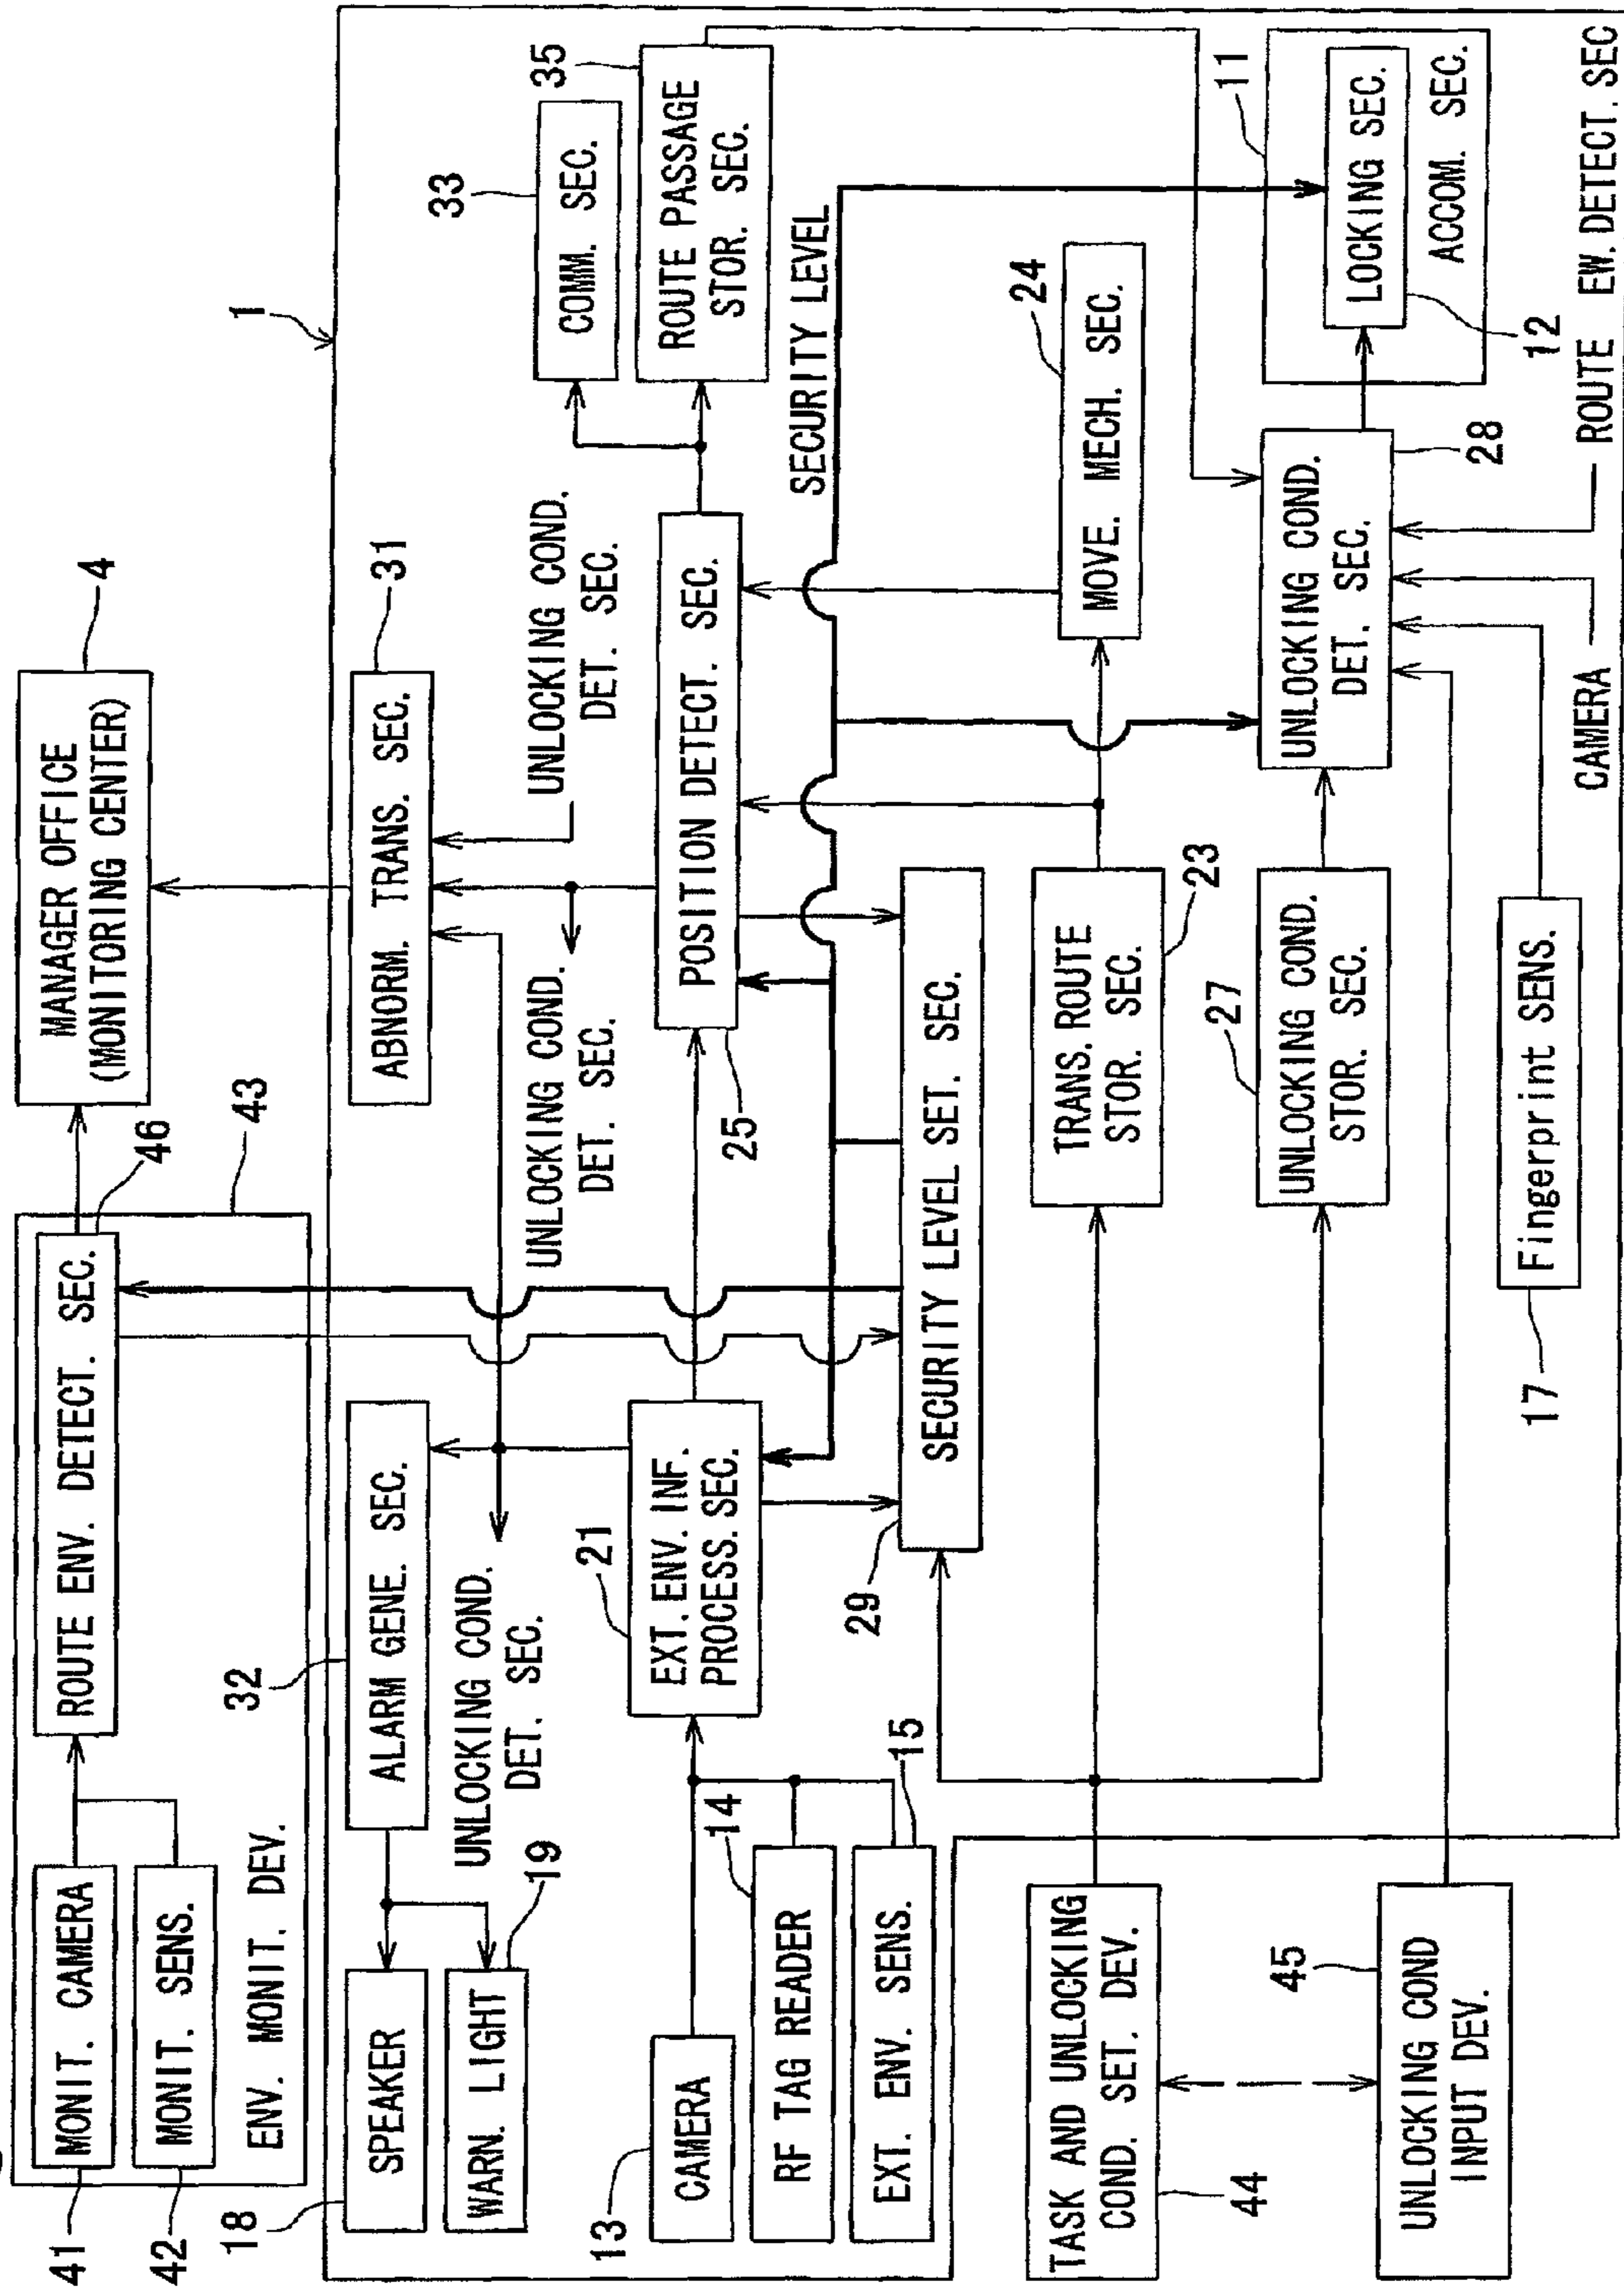 41
MONIT. CAMERA
42
MONIT. SENS.
ENV. MONIT. DEV.
ROUTE ENV. DETECT. SEC.
46
43
MANAGER OFFICE
(MONITORING CENTER)
4
1
18
SPEAKER
WARN. LIGHT
19
32
ALARM GENE. SEC.
UNLOCKING COND.
DET. SEC.
ABNORM. TRANS. SEC.
31
UNLOCKING COND.
DET. SEC.
UNLOCKING COND.
DET. SEC.
33
COMM. SEC.
35
ROUTE PASSAGE
STOR. SEC.
13
CAMERA
14
RF TAG READER
15
EXT. ENV. SENS.
21
EXT. ENV. INF.
PROCESS. SEC.
25
POSITION DETECT. SEC.
SECURITY LEVEL
29
SECURITY LEVEL SET. SEC.
24
MOVE. MECH. SEC.
44
TASK AND UNLOCKING
COND. SET. DEV.
TRANS. ROUTE
STOR. SEC.
23
27
UNLOCKING COND.
STOR. SEC.
UNLOCKING COND.
DET. SEC.
28
11
LOCKING SEC.
12
ACCOM. SEC.
45
UNLOCKING COND
INPUT DEV.
17
Fingerprint SENS.
CAMERA
ROUTE EW. DETECT. SEC